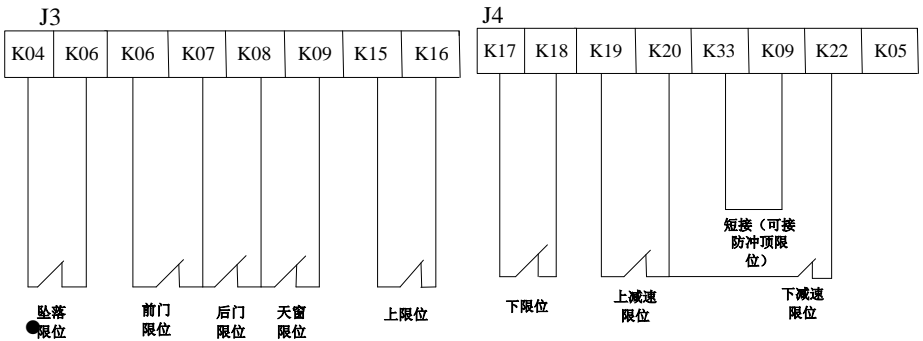 J3
K04 K06 K06 K07 K08 K09 K15 K16
J4
K17 K18 K19 K20 K33 K09 K22 K05
短接（可接
防冲顶限
位）
坠落
限位
前门
限位
后门
限位
天窗
限位
上限位
下限位
上减速
限位
下减速
限位